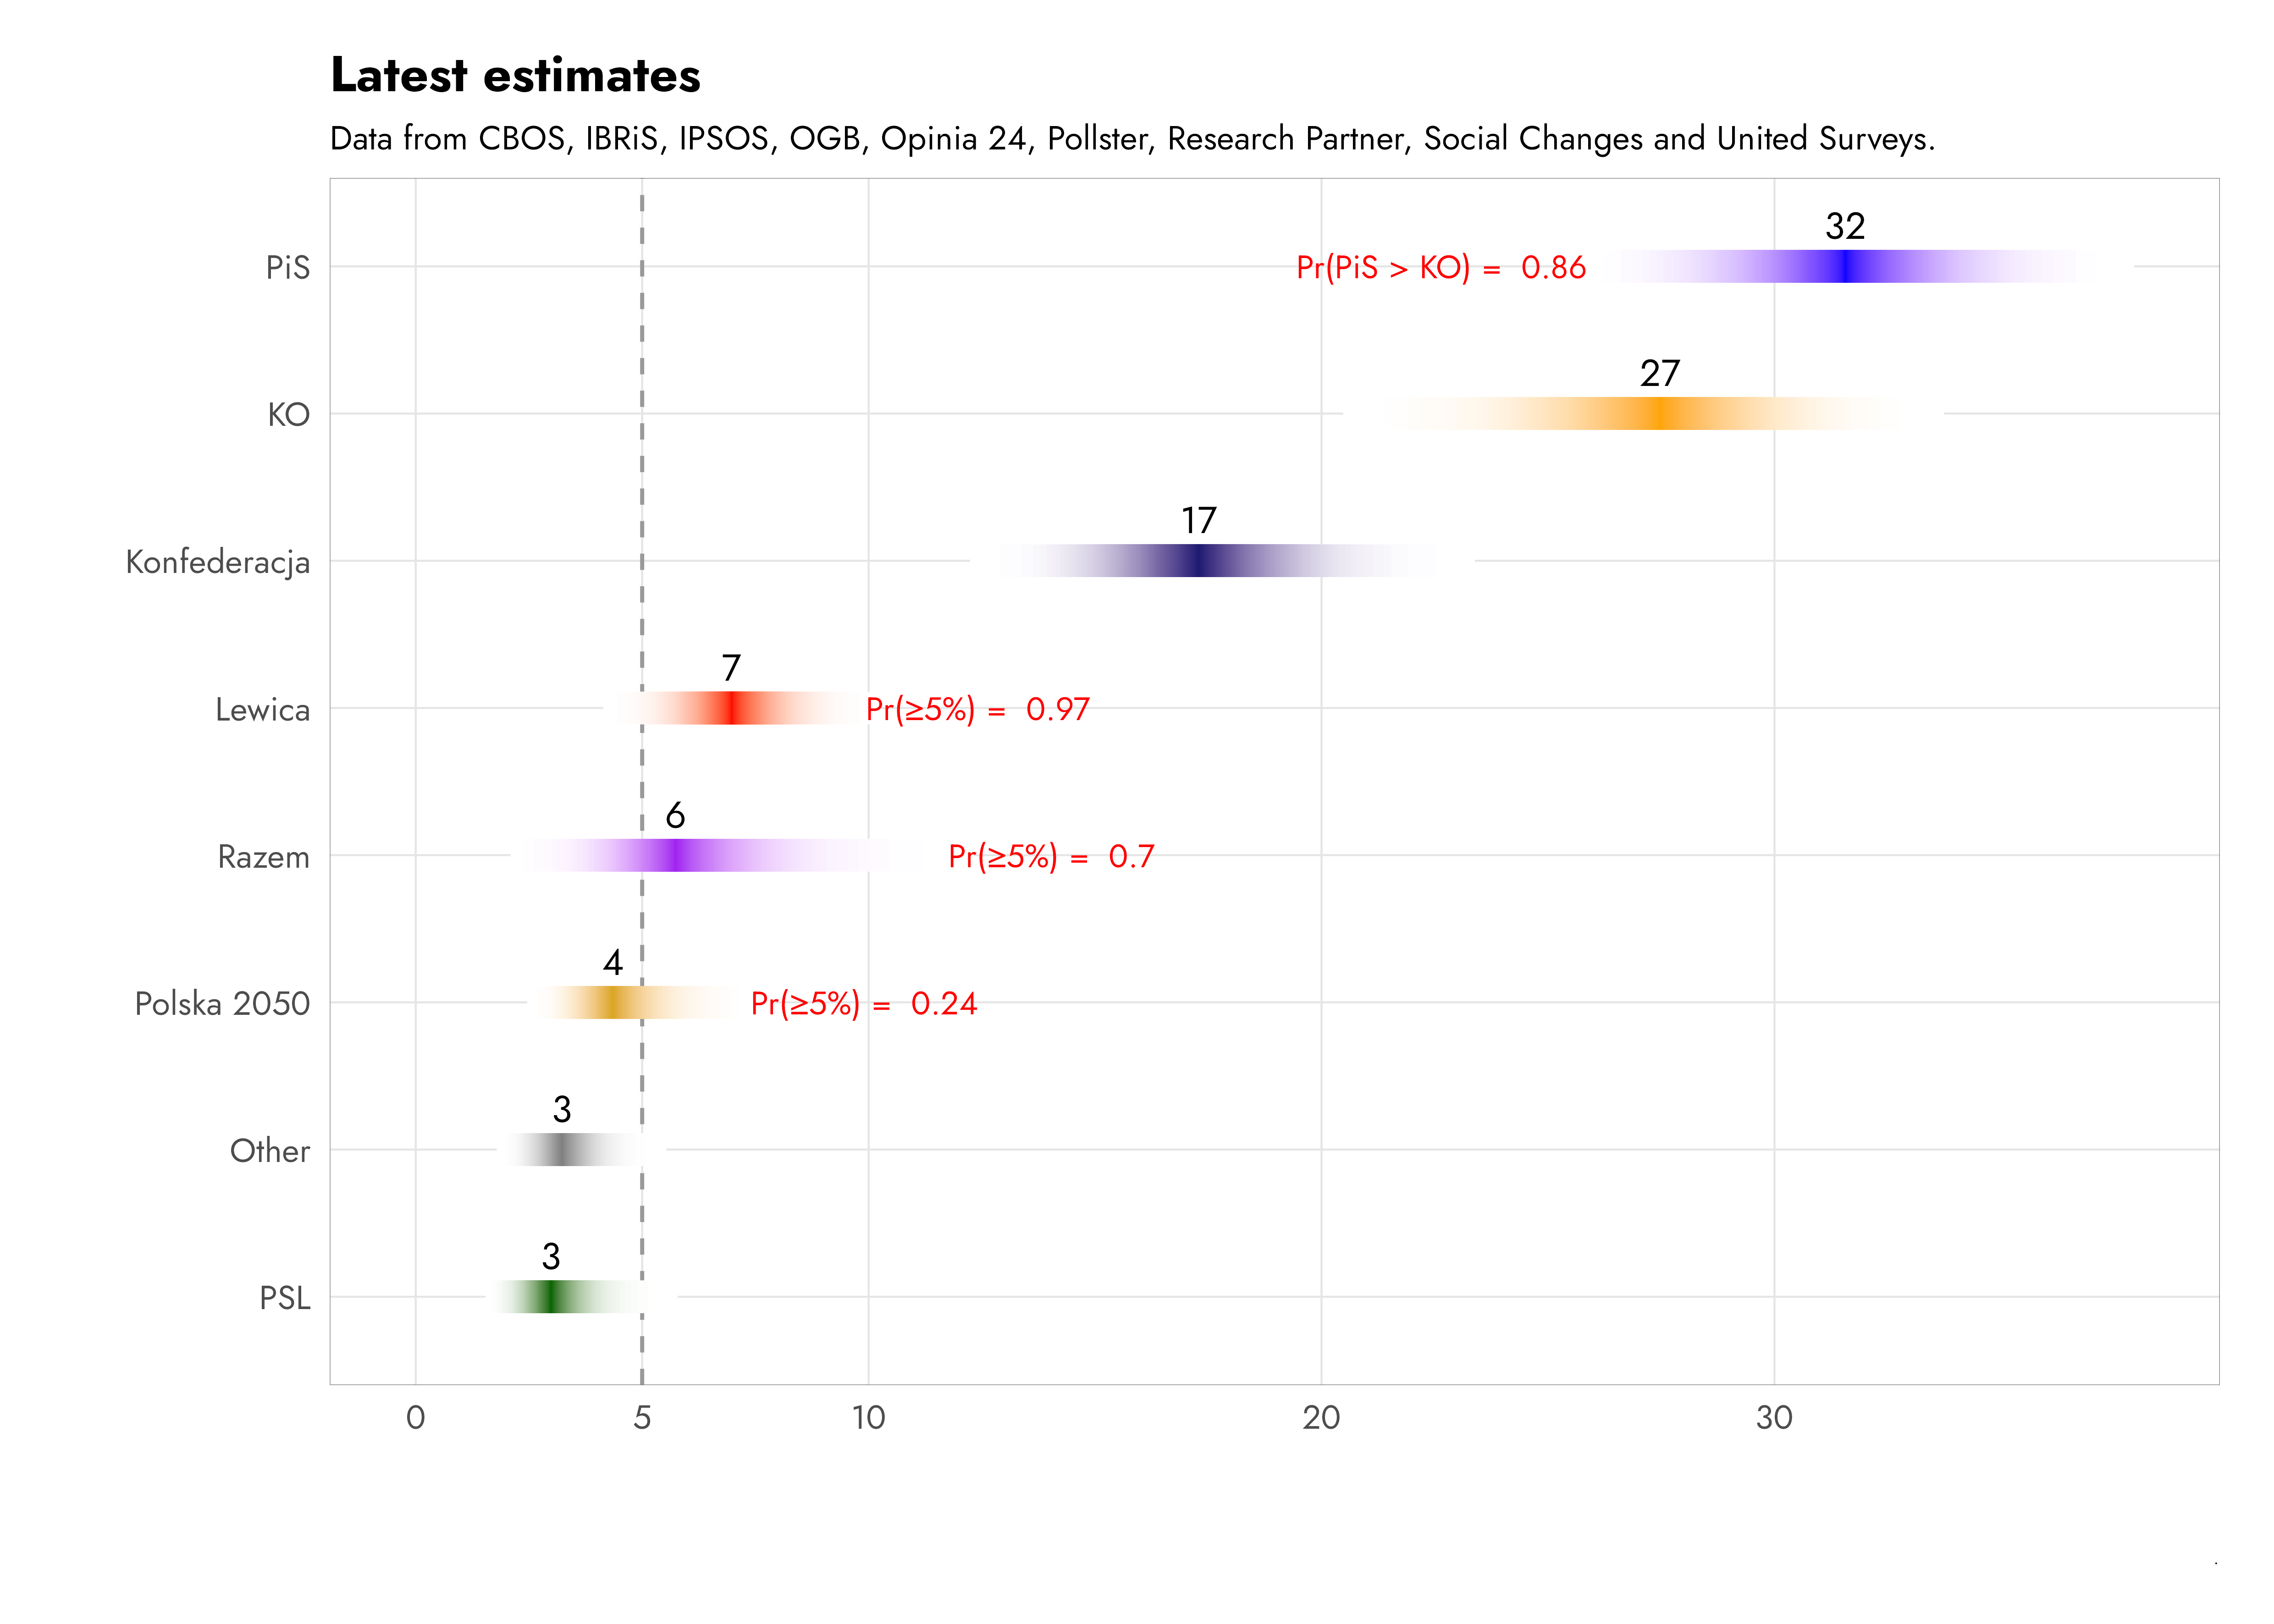 Latest estimates
Data from CBOS, IBRiS, IPSOS, OGB, Opinia 24, Pollster, Research Partner, Social Changes and United Surveys.
32
PiS Pr(PiS > KO) = 0.86
27
KO
17
Konfederacja
7
Lewica Pr(≥5%) = 0.97
6
Razem Pr(≥5%) = 0.7
4
Polska 2050 Pr(≥5%) = 0.24
3
Other
3
PSL
0 5 10 20 30
.